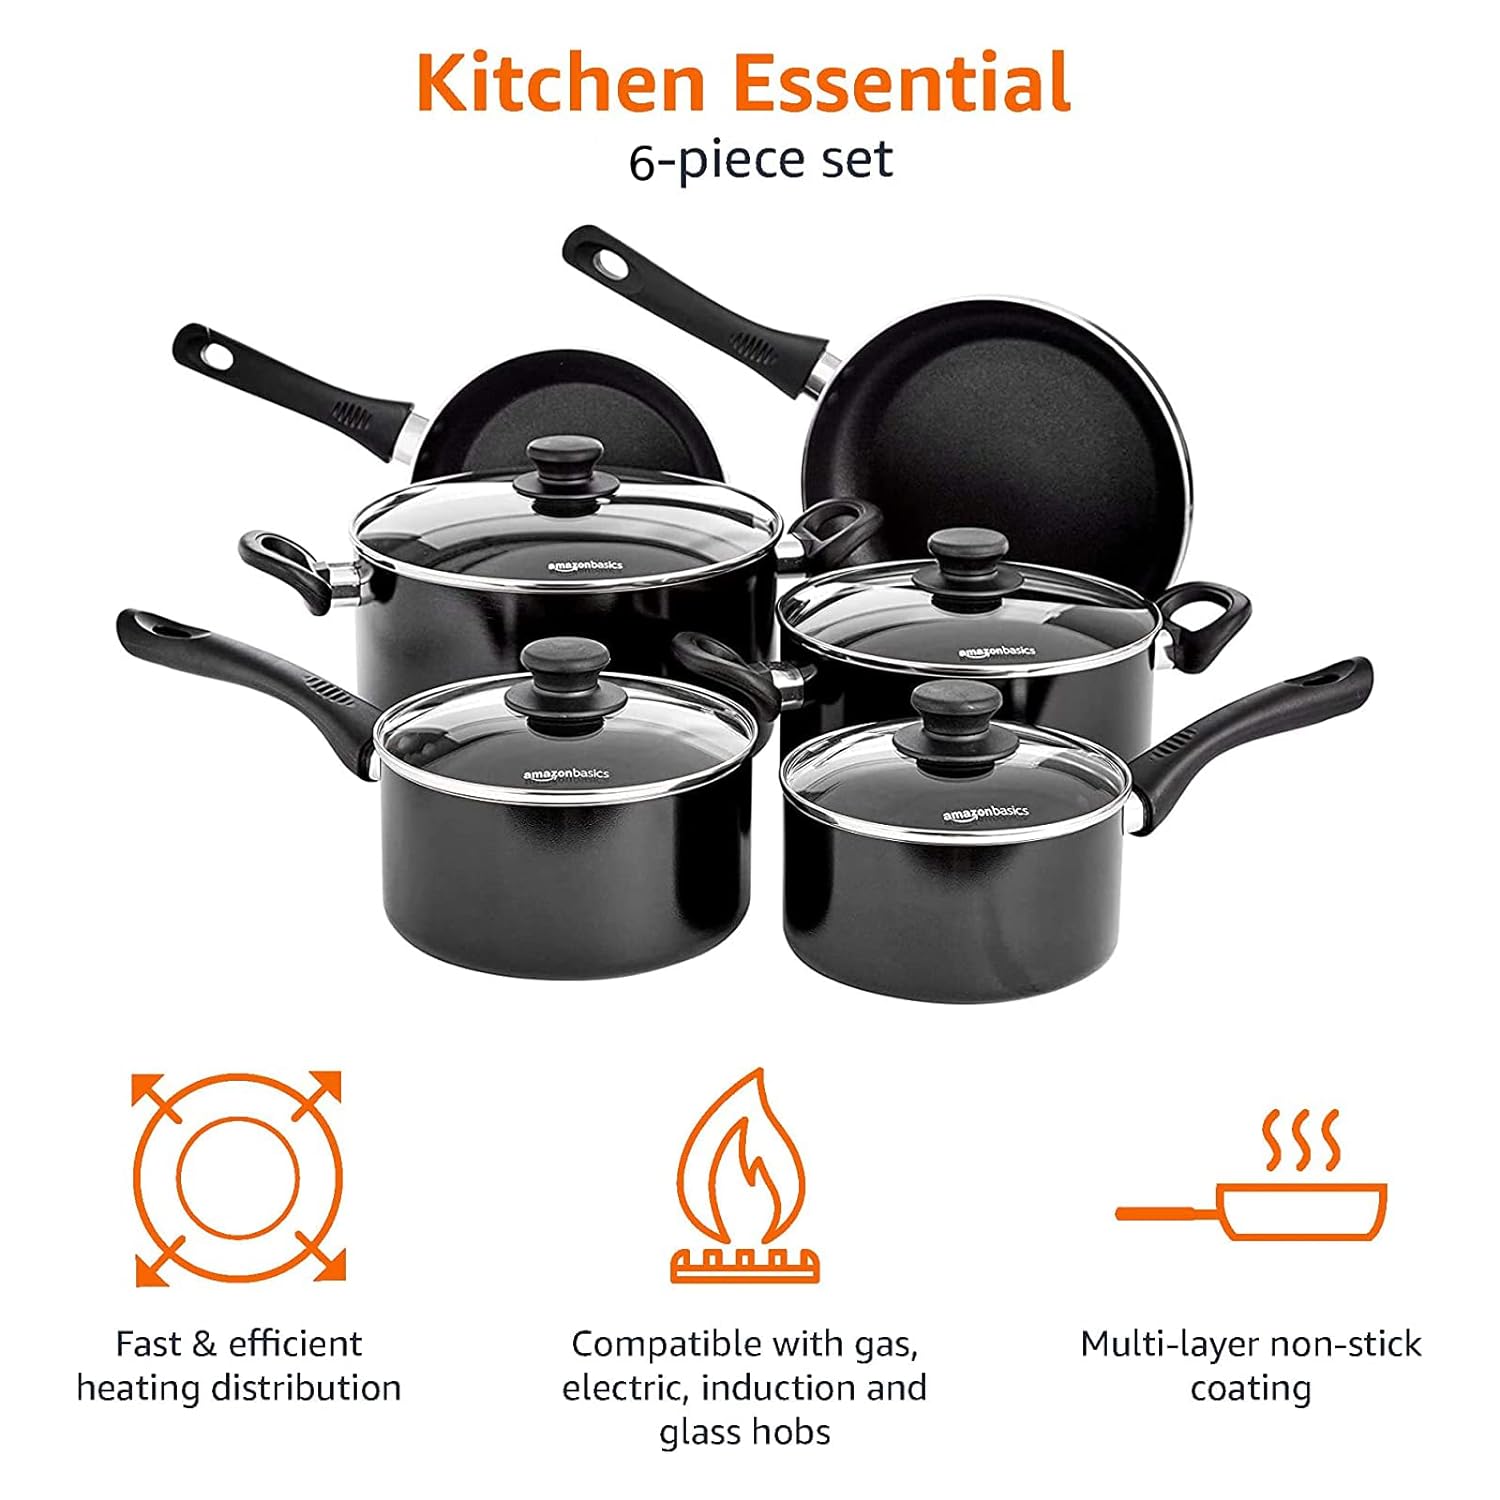 Kitchen Essential
6-piece set
amazonbasics
amazonbasics
amazonbasics
amazonbasics
Fast & efficient
heating distribution
Compatible with gas,
electric, induction and
glass hobs
Multi-layer non-stick
coating